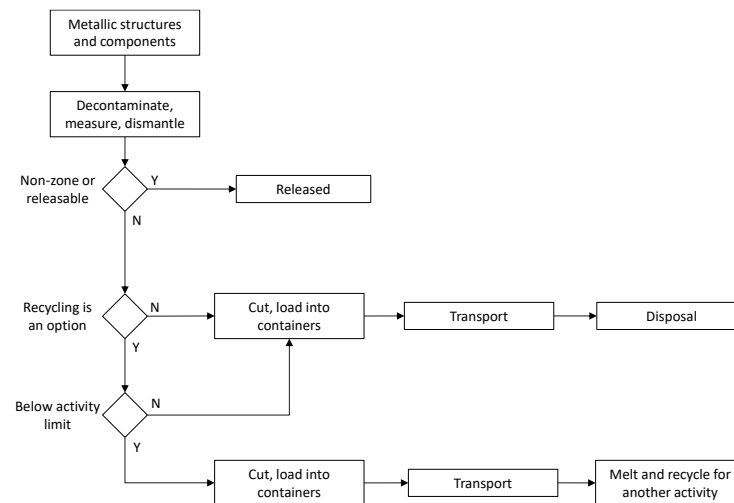 Metallic structures
and components
Decontaminate,
measure, dismantle
Non-zone or
releasable
Y
Released
N
Recycling is
an option
N
Cut, load into
containers
Transport
Disposal
Y
Below activity
limit
N
Y
Cut, load into
containers
Transport
Melt and recycle for
another activity